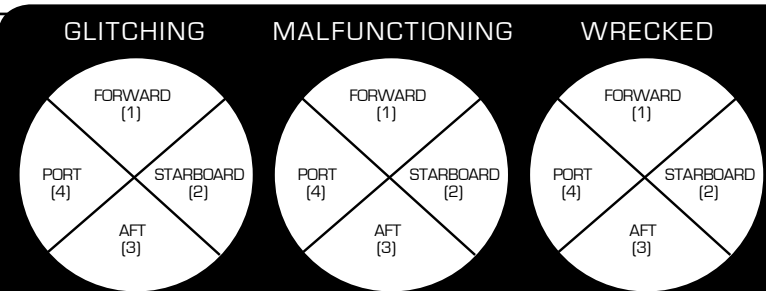 GLITCHING MALFUNCTIONING WRECKED
FORWARD
(1)
PORT
(4)
STARBOARD
(2)
AFT
(3)
FORWARD
(1)
PORT
(4)
STARBOARD
(2)
AFT
(3)
FORWARD
(1)
PORT
(4)
STARBOARD
(2)
AFT
(3)